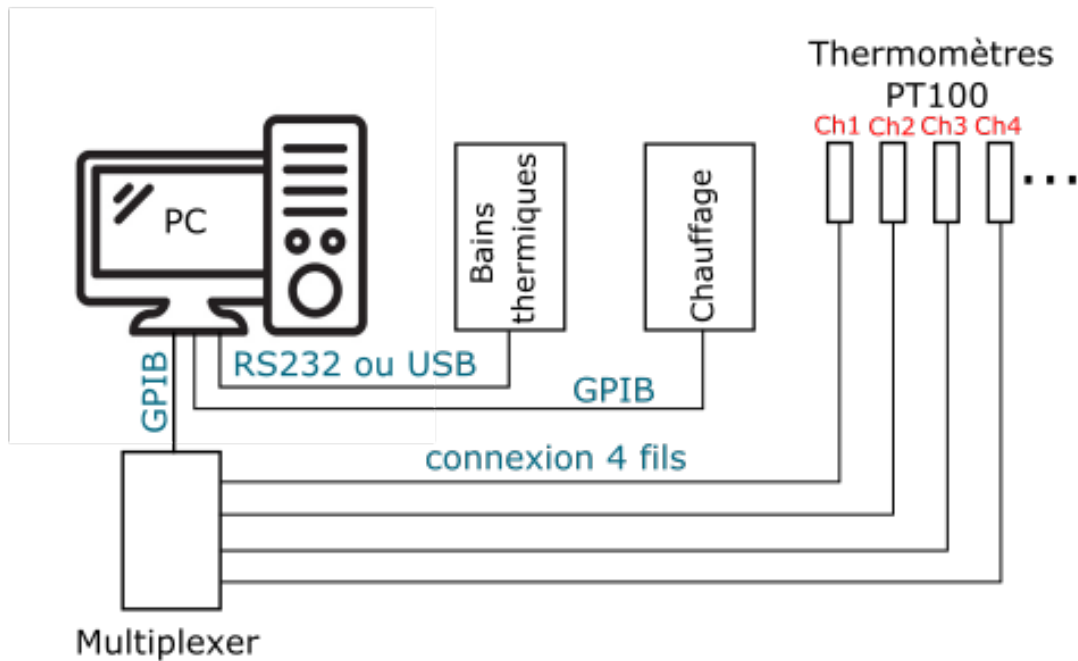 Thermomètres
PT100
Ch1 Ch2 Ch3 Ch4
...
PC
Bains
thermiques
Chauffage
GPIB
RS232 ou USB
GPIB
connexion 4 fils
Multiplexer